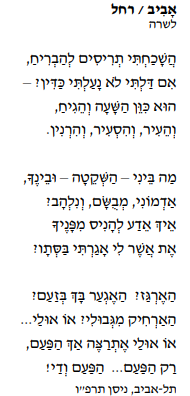 אָבִיב / רחל
לשרה
הֲשָׁכַחְתִּי תְרִיסִים לְהַבְרִיחַ,
אִם דַּלְתִּי לֹא נָעַלְתִּי כַּדִּין? –
הוּא כִּוֵּן הַשָּׁעָה וְהֵגִיחַ,
וְהֵעִיר, וְהִסְעִיר, וְהִרְנִין.
מַה בֵּינִי – הַשְּׁקֵטָה – וּבֵינֶךָ,
אַדְמוֹנִי, מְבֻשָּׂם, וְנִלְהָב?
אֵיךְ אֵדַע לְהָנִיס מִפָּנֶיךָ
אֶת אֲשֶׁר לִי אָגַרְתִּי בַּסְּתָו?
הַאֶרְגַּז? הַאֶגְעַר בָּךְ בְּזַעַם?
הַאַרְחִיק מִגְּבוּלִי? אוֹ אוּלַי...
אוֹ אוּלַי אֶתְרַצֶּה אַךְ הַפַּעַם,
רַק הַפַּעַם... הַפַּעַם וְדַי!
תל-אביב, ניסן תרפ"ו